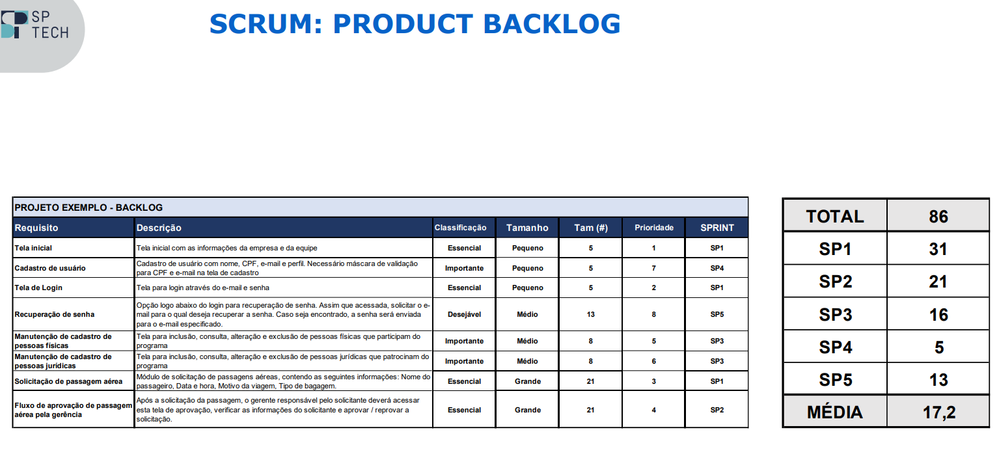 SP
TECH
SCRUM: PRODUCT BACKLOG
PROJETO EXEMPLO - BACKLOG
Requisito Descrição Classificação Tamanho Tam (#) Prioridade SPRINT
Tela inicial Tela inicial com as informações da empresa e da equipe Essencial Pequeno 5 1 SP1
Cadastro de usuário Cadastro de usuário com nome, CPF, e-mail e perfil. Necessário máscara de validação
para CPF e e-mail na tela de cadastro Importante Pequeno 5 7 SP4
Tela de Login Tela para login através do e-mail e senha Essencial Pequeno 5 2 SP1
Recuperação de senha Opção logo abaixo do login para recuperação de senha. Assim que acessada, solicitar o e-
mail para o qual deseja recuperar a senha. Caso seja encontrado, a senha será enviada
para o e-mail especificado. Desejável Médio 13 8 SP5
Manutenção de cadastro de
pessoas físicas Tela para inclusão, consulta, alteração e exclusão de pessoas físicas que participam do
programa Importante Médio 8 5 SP3
Manutenção de cadastro de
pessoas jurídicas Tela para inclusão, consulta, alteração e exclusão de pessoas jurídicas que patrocinam do
programa Importante Médio 8 6 SP3
Solicitação de passagem aérea Módulo de solicitação de passagens aéreas, contendo as seguintes informações: Nome do
passageiro, Data e hora, Motivo da viagem, Tipo de bagagem. Essencial Grande 21 3 SP1
Fluxo de aprovação de passagem
aérea pela gerência Após a solicitação da passagem, o gerente responsável pelo solicitante deverá acessar
esta tela de aprovação, verificar as informações do solicitante e aprovar / reprovar a
solicitação. Essencial Grande 21 4 SP2
TOTAL 86
SP1 31
SP2 21
SP3 16
SP4 5
SP5 13
MÉDIA 17,2